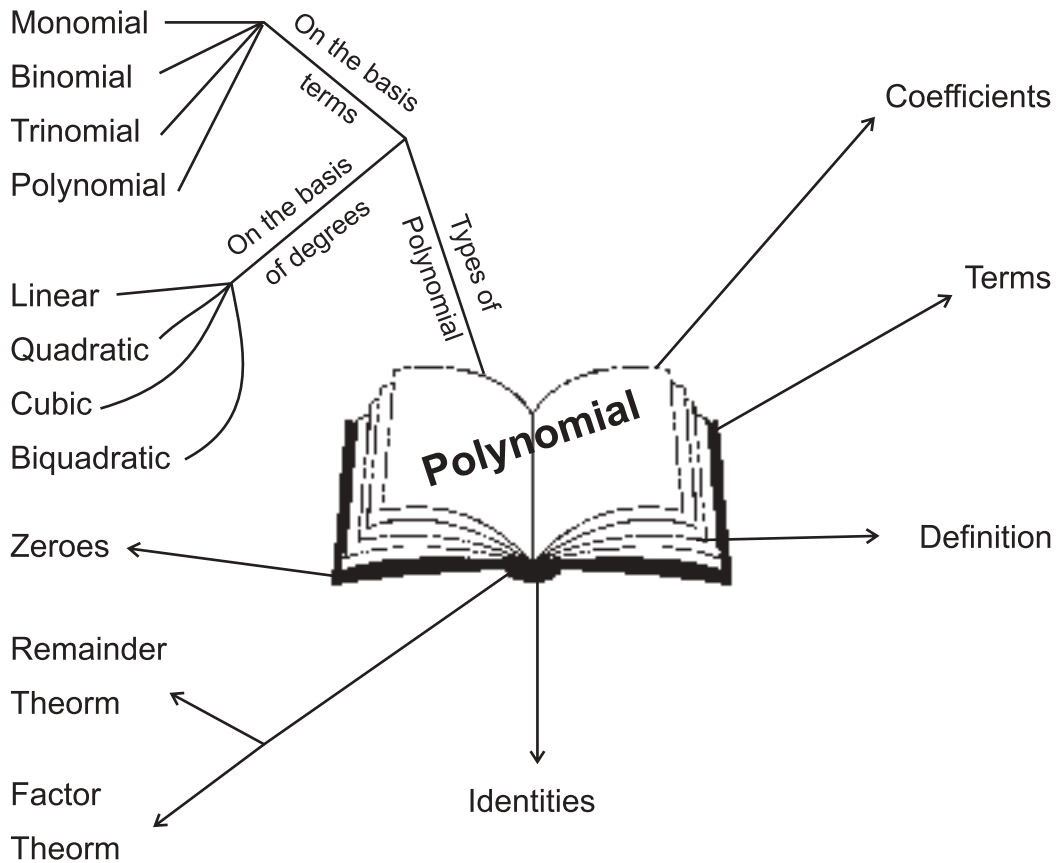 Monomial
Binomial
Trinomial
Polynomial
On the basis
terms
On the basis
of degrees
Types of
Polynomial
Linear
Quadratic
Cubic
Biquadratic
Zeroes
Remainder
Theorm
Factor
Theorm
Polynomial
Identities
Coefficients
Terms
Definition